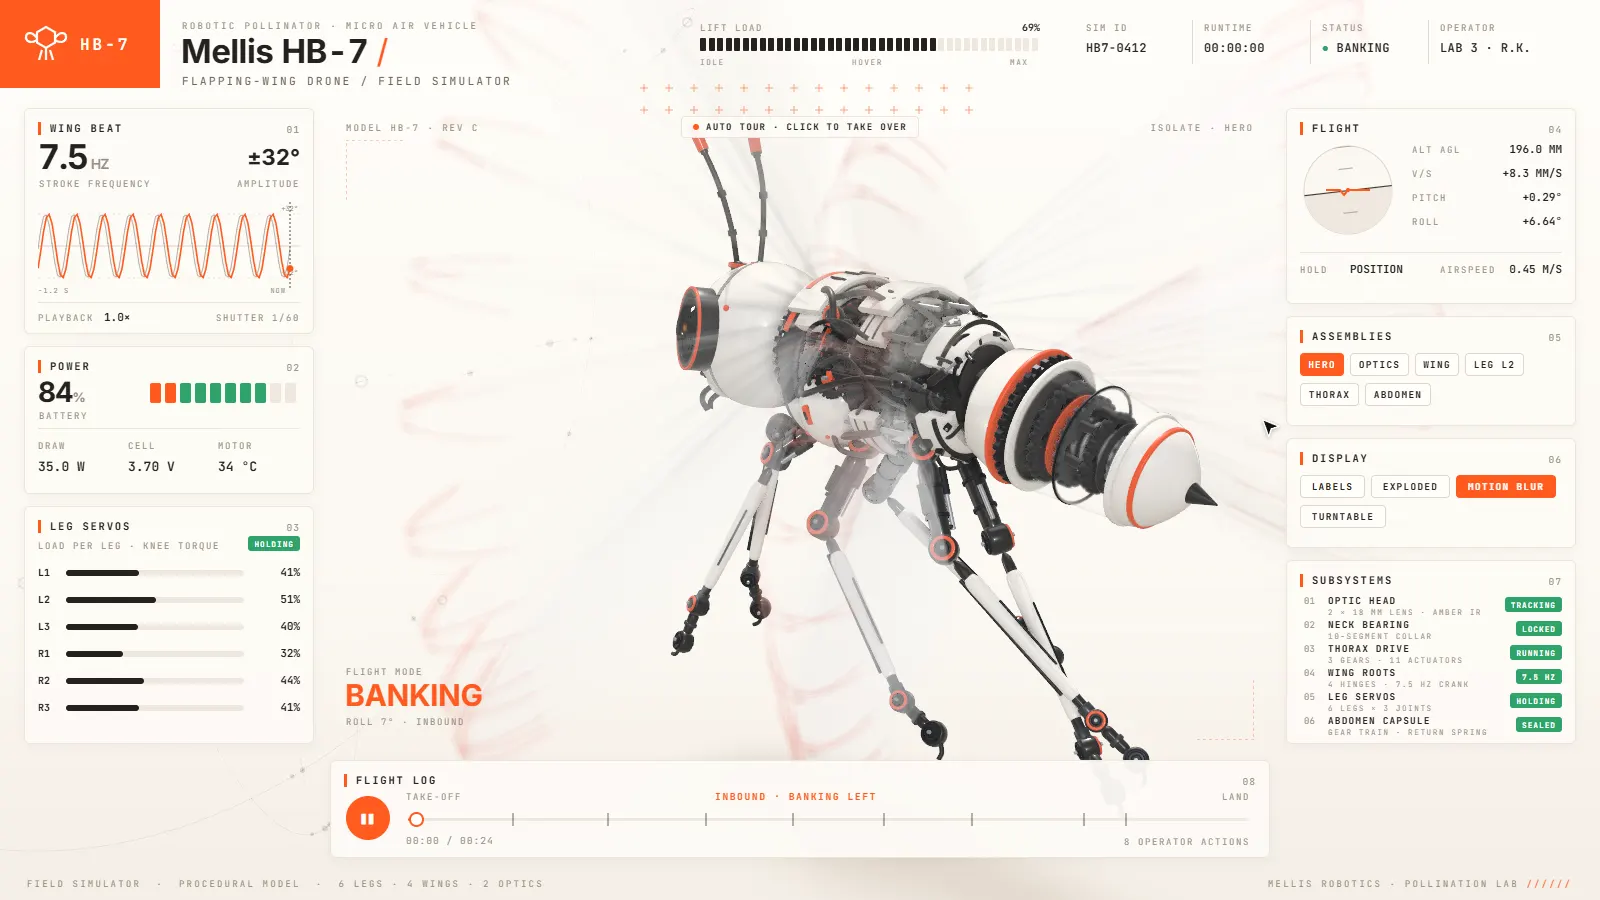 HB-7
ROBOTIC POLLINATOR · MICRO AIR VEHICLE
Mellis HB-7 /
FLAPPING-WING DRONE / FIELD SIMULATOR
LIFT LOAD 69%
IDLE HOVER MAX
SIM ID
HB7-0412
RUNTIME
00:00:00
STATUS
BANKING
OPERATOR
LAB 3 · R.K.
MODEL HB-7 · REV C
AUTO TOUR · CLICK TO TAKE OVER
ISOLATE · HERO
WING BEAT 01
7.5 HZ ±32°
STROKE FREQUENCY AMPLITUDE
-1.2 S NOW
PLAYBACK 1.0× SHUTTER 1/60
POWER 02
84%
BATTERY
DRAW CELL MOTOR
35.0 W 3.70 V 34 °C
LEG SERVOS 03
LOAD PER LEG · KNEE TORQUE HOLDING
L1 41%
L2 51%
L3 40%
R1 32%
R2 44%
R3 41%
FLIGHT MODE
BANKING
ROLL 7° · INBOUND
FLIGHT 04
ALT AGL 196.0 MM
V/S +8.3 MM/S
PITCH +0.29°
ROLL +6.64°
HOLD POSITION AIRSPEED 0.45 M/S
ASSEMBLIES 05
HERO OPTICS WING LEG L2
THORAX ABDOMEN
DISPLAY 06
LABELS EXPLODED MOTION BLUR
TURNTABLE
SUBSYSTEMS 07
01 OPTIC HEAD TRACKING
2 × 18 MM LENS · AMBER IR
02 NECK BEARING LOCKED
10-SEGMENT COLLAR
03 THORAX DRIVE RUNNING
3 GEARS · 11 ACTUATORS
04 WING ROOTS 7.5 HZ
4 HINGES · 7.5 HZ CRANK
05 LEG SERVOS HOLDING
6 LEGS × 3 JOINTS
06 ABDOMEN CAPSULE SEALED
GEAR TRAIN · RETURN SPRING
FLIGHT LOG 08
TAKE-OFF INBOUND · BANKING LEFT LAND
00:00 / 00:24 8 OPERATOR ACTIONS
FIELD SIMULATOR · PROCEDURAL MODEL · 6 LEGS · 4 WINGS · 2 OPTICS
MELLIS ROBOTICS · POLLINATION LAB //////